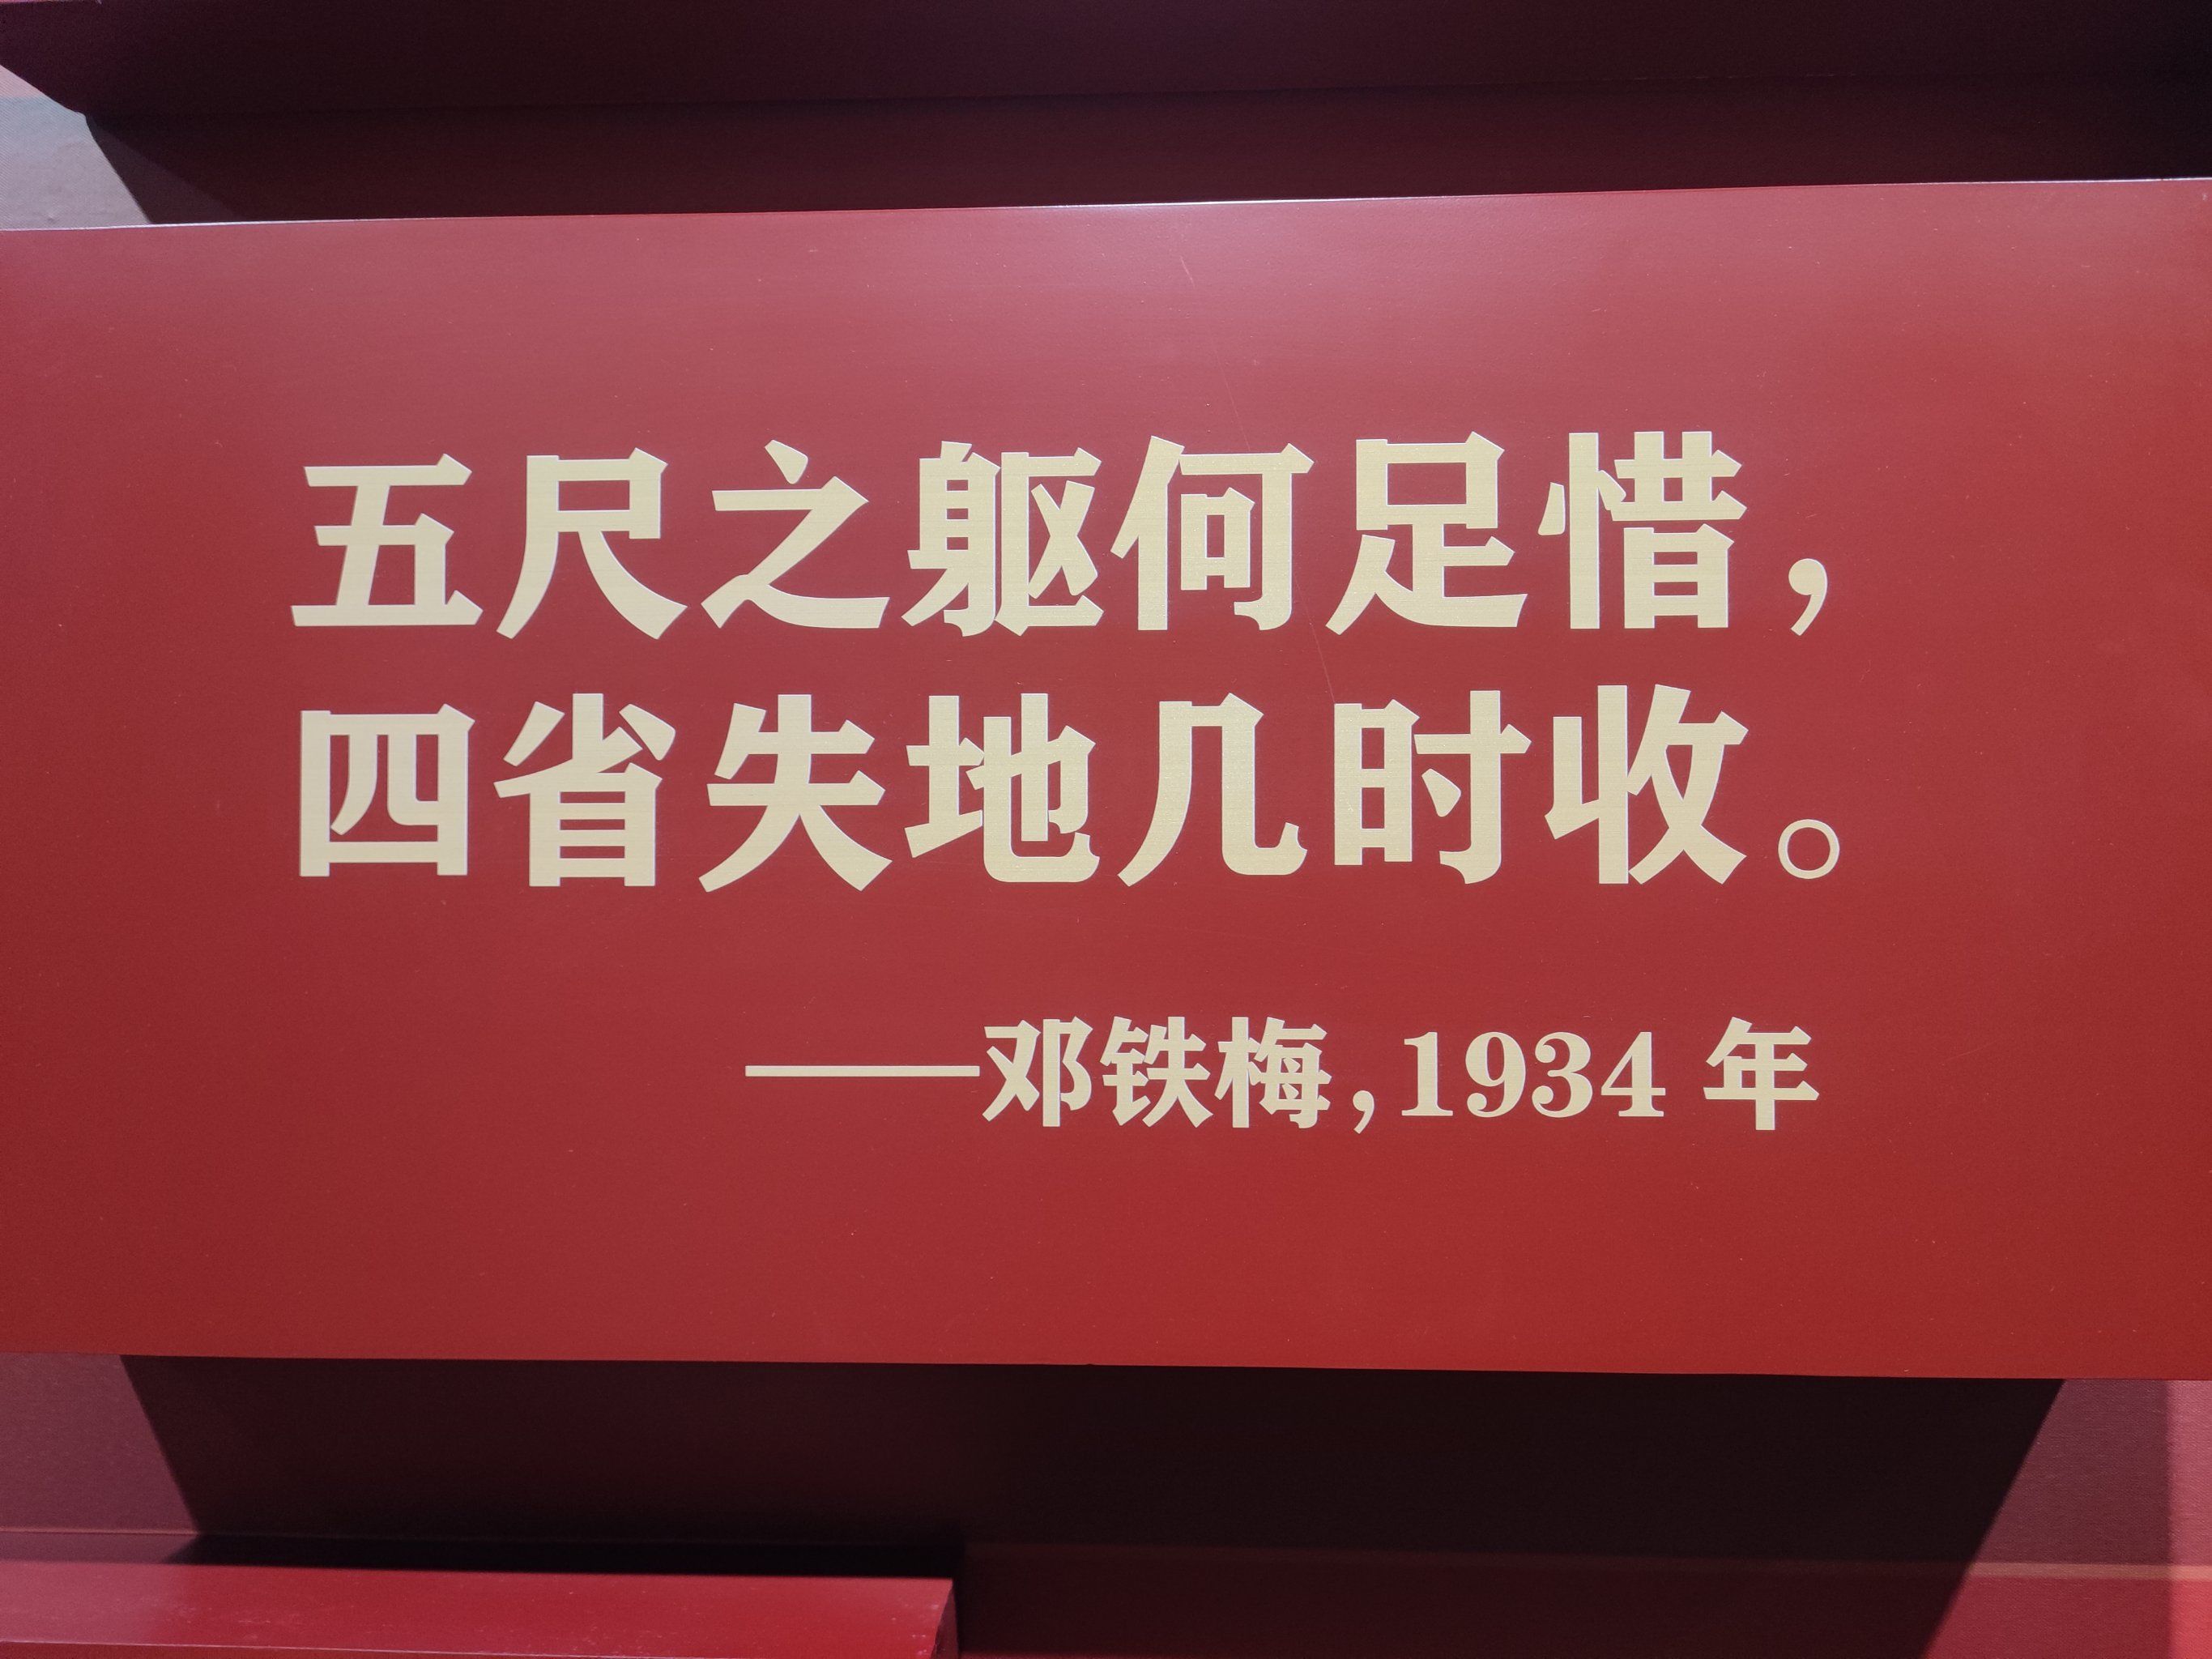 五尺之躯何足惜，
四省失地几时收。
——邓铁梅，1934 年